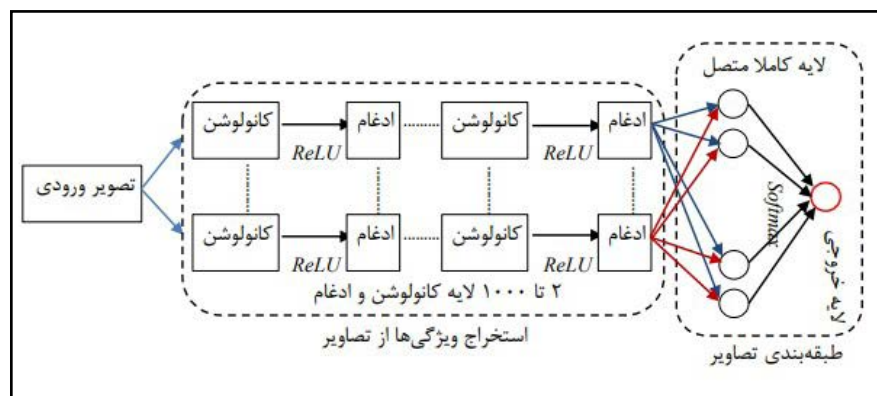 لایه کاملا متصل
کانولوشن
ReLU
ادغام
کانولوشن
ReLU
ادغام
تصویر ورودی
Softmax
لایه خروجی
کانولوشن
ReLU
ادغام
کانولوشن
ReLU
ادغام
۲ تا ۱۰۰۰ لایه کانولوشن و ادغام
استخراج ویژگی‌ها از تصاویر
طبقه‌بندی تصاویر